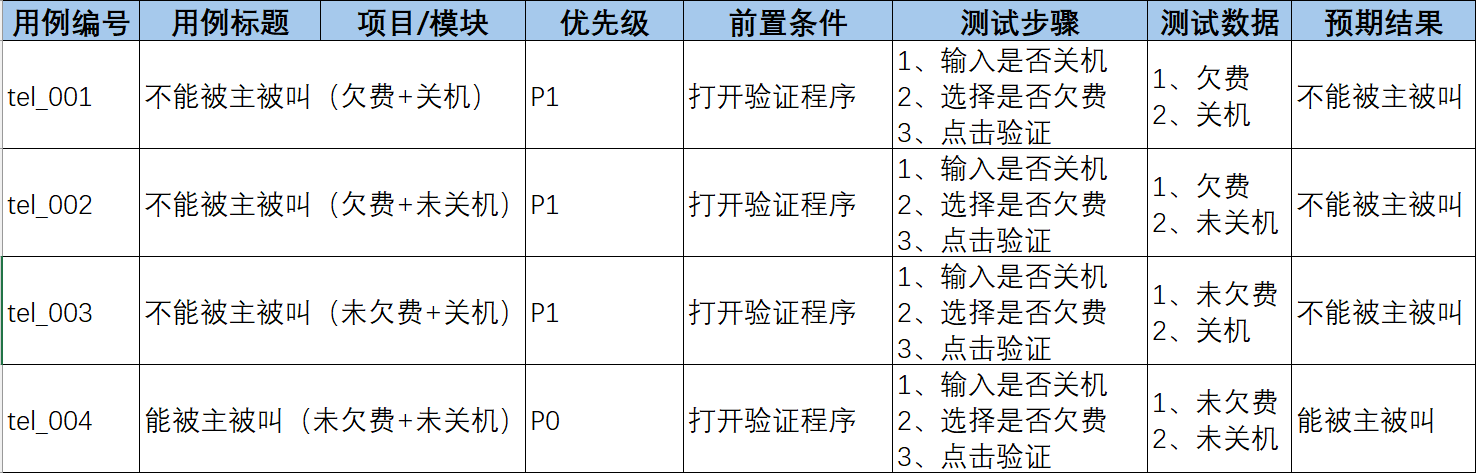 用例编号 用例标题 项目/模块 优先级 前置条件 测试步骤 测试数据 预期结果
tel_001 不能被主被叫（欠费+关机） P1 打开验证程序
1、输入是否关机
2、选择是否欠费
3、点击验证
1、欠费
2、关机
不能被主被叫
tel_002 不能被主被叫（欠费+未关机） P1 打开验证程序
1、输入是否关机
2、选择是否欠费
3、点击验证
1、欠费
2、未关机
不能被主被叫
tel_003 不能被主被叫（未欠费+关机） P1 打开验证程序
1、输入是否关机
2、选择是否欠费
3、点击验证
1、未欠费
2、关机
不能被主被叫
tel_004 能被主被叫（未欠费+未关机） P0 打开验证程序
1、输入是否关机
2、选择是否欠费
3、点击验证
1、未欠费
2、未关机
能被主被叫